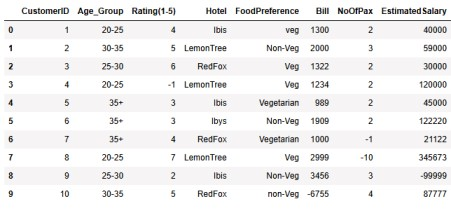 CustomerID Age_Group Rating(1-5) Hotel FoodPreference Bill NoOfPax EstimatedSalary
0 1 20-25 4 Ibis veg 1300 2 40000
1 2 30-35 5 LemonTree Non-Veg 2000 3 59000
2 3 25-30 6 RedFox Veg 1322 2 30000
3 4 20-25 -1 LemonTree Veg 1234 2 120000
4 5 35+ 3 Ibis Vegetarian 989 2 45000
5 6 35+ 3 Ibys Non-Veg 1909 2 122220
6 7 35+ 4 RedFox Vegetarian 1000 -1 21122
7 8 20-25 7 LemonTree Veg 2999 -10 345673
8 9 25-30 2 Ibis Non-Veg 3456 3 -99999
9 10 30-35 5 RedFox non-Veg -6755 4 87777